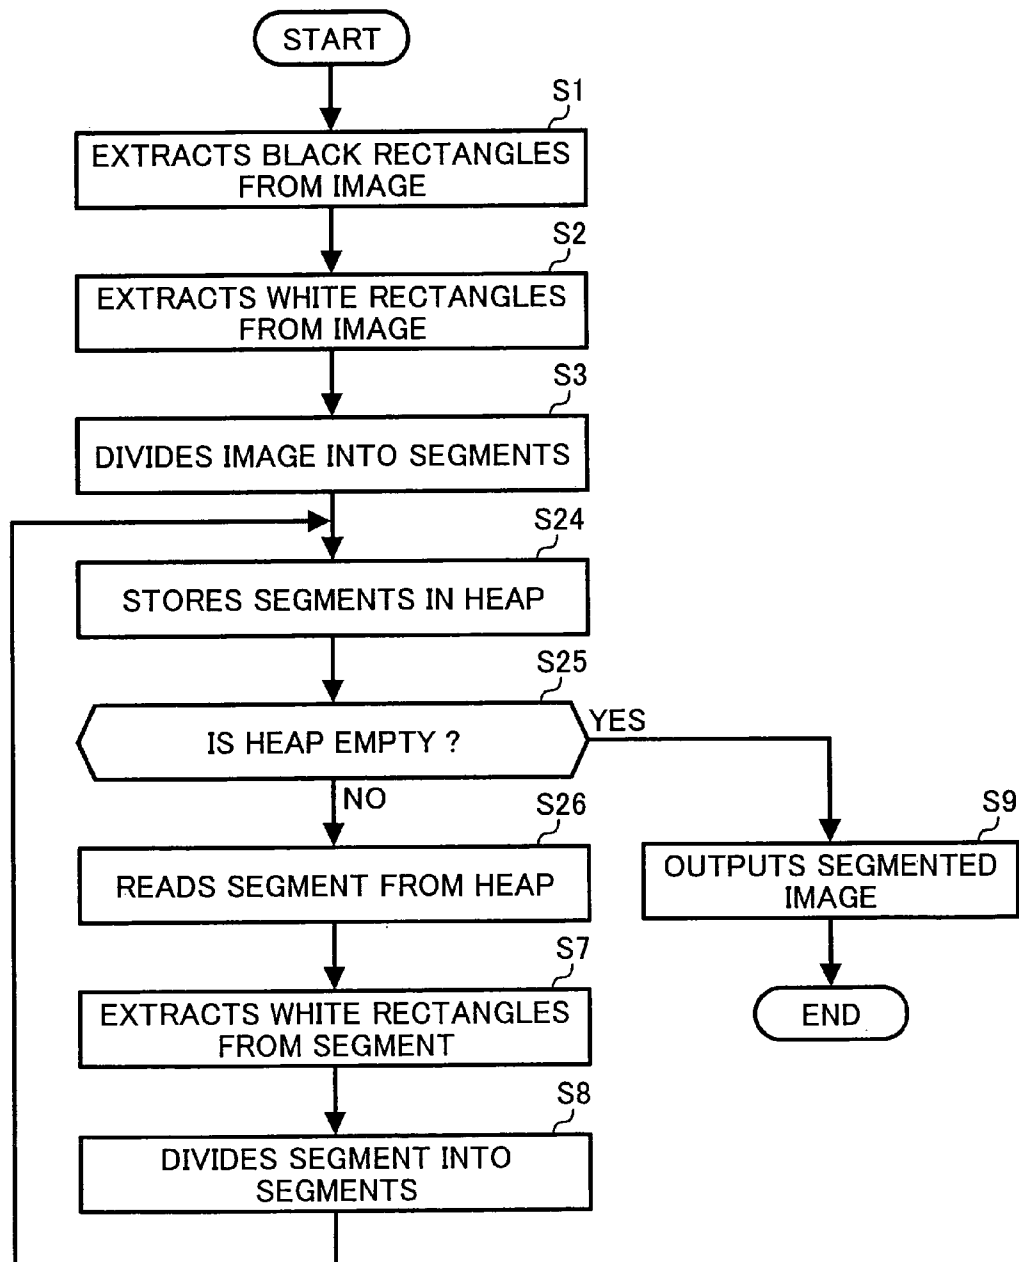 START
S1
EXTRACTS BLACK RECTANGLES
FROM IMAGE
S2
EXTRACTS WHITE RECTANGLES
FROM IMAGE
S3
DIVIDES IMAGE INTO SEGMENTS
S24
STORES SEGMENTS IN HEAP
S25
IS HEAP EMPTY ?
YES
NO
S26
READS SEGMENT FROM HEAP
S9
OUTPUTS SEGMENTED
IMAGE
S7
EXTRACTS WHITE RECTANGLES
FROM SEGMENT
END
S8
DIVIDES SEGMENT INTO
SEGMENTS